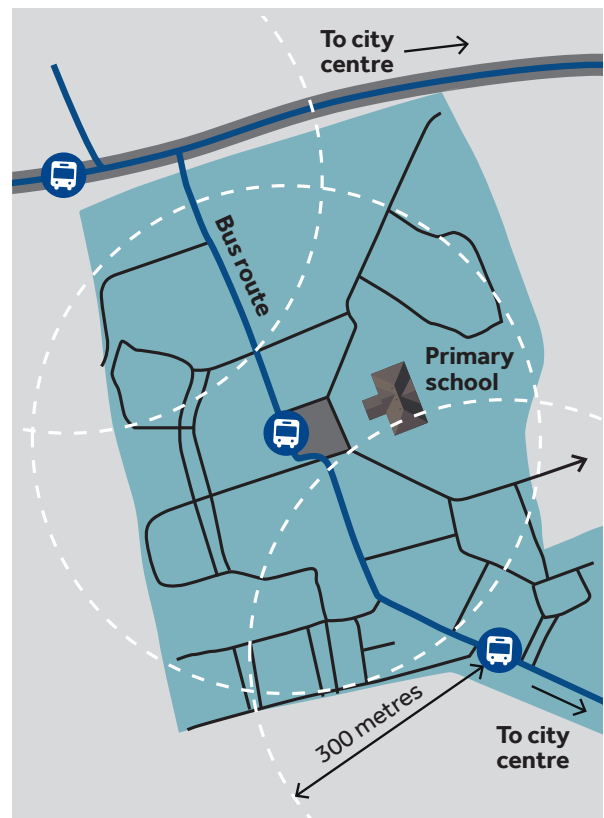 To city
centre
Bus route
Primary
school
300 metres
To city
centre